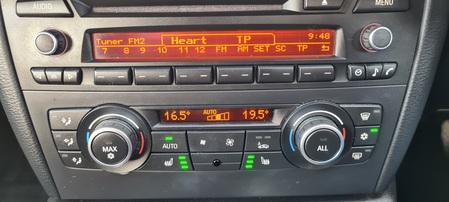 AUDIO
MENU
Tuner FM2 Heart TP 9:48
7 8 9 10 11 12 FM AM SET SC TP
16.5° AUTO 19.5°
MAX AUTO ALL